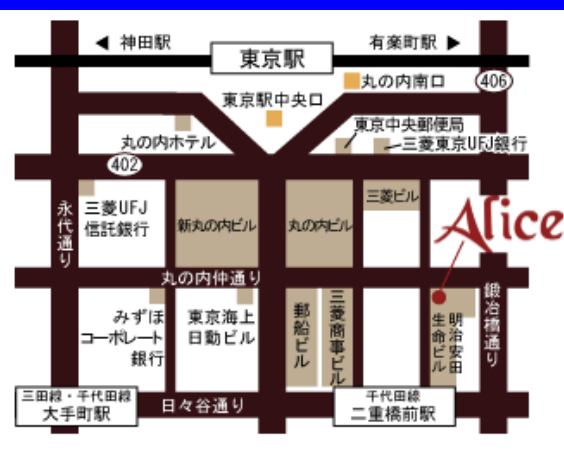 ◀ 神田駅
有楽町駅 ▶
東京駅
丸の内南口
406
東京駅中央口
東京中央郵便局
丸の内ホテル
三菱東京UFJ銀行
402
三菱ビル
永代通り
三菱UFJ
信託銀行
新丸の内ビル
丸の内ビル
Alice
丸の内仲通り
鍛冶橋通り
みずほ
コーポレート
銀行
東京海上
日動ビル
郵船ビル
三菱商事ビル
明治安田
生命ビル
三田線・千代田線
大手町駅
日々谷通り
千代田線
二重橋前駅